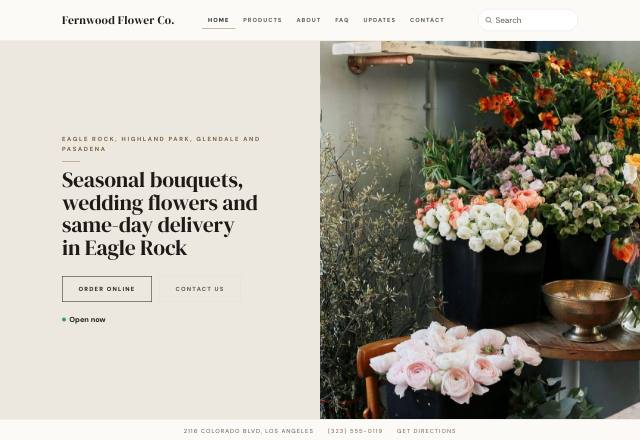 Fernwood Flower Co.
HOME PRODUCTS ABOUT FAQ UPDATES CONTACT
Search
EAGLE ROCK, HIGHLAND PARK, GLENDALE AND
PASADENA
Seasonal bouquets,
wedding flowers and
same-day delivery
in Eagle Rock
ORDER ONLINE CONTACT US
Open now
2116 COLORADO BLVD, LOS ANGELES (323) 555-0119 GET DIRECTIONS